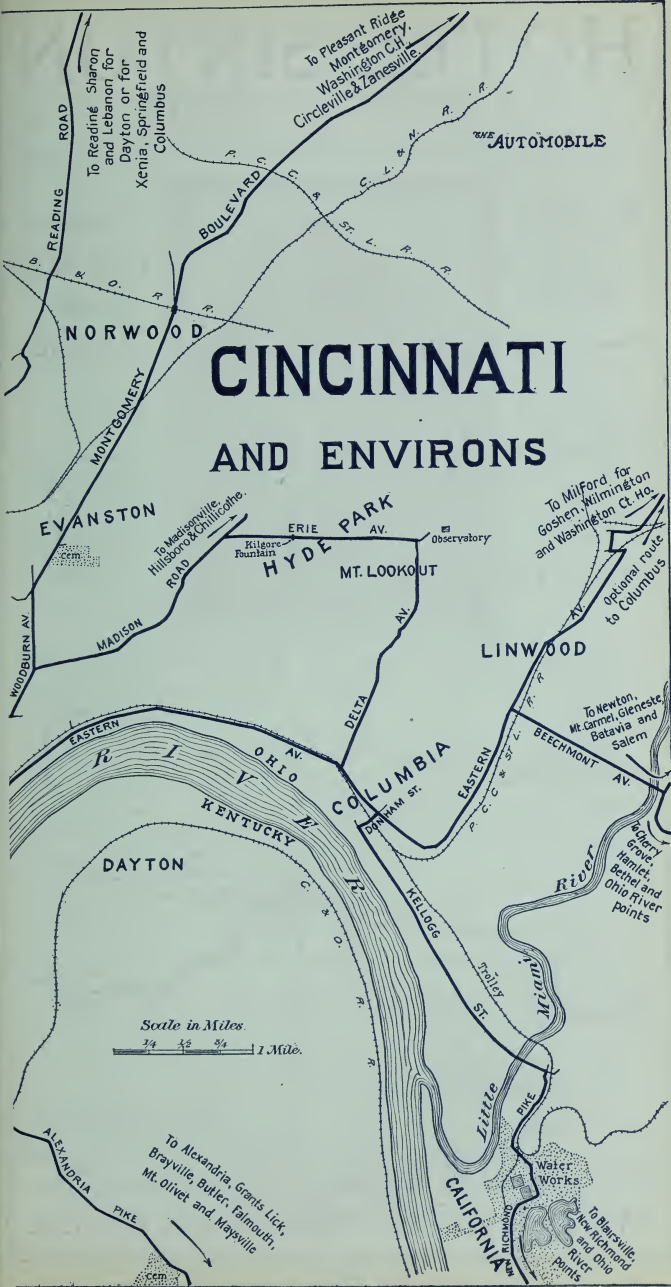 To Reading Sharon
and Lebanon for
Dayton or for
Xenia, Springfield and
Columbus
To Pleasant Ridge
Montgomery,
Washington C.H.
Circleville & Zanesville.
THE AUTOMOBILE
READING ROAD
BOULEVARD
P. C. C. & ST. L. R. R.
C. L. & N. R. R.
B. & O. R. R.
NORWOOD
CINCINNATI
AND ENVIRONS
MONTGOMERY
EVANSTON
cem.
To Madisonville,
Hillsboro & Chillicothe.
ERIE AV.
Kilgore
Fountain
HYDE PARK
Observatory
MT. LOOKOUT
To Milford for
Goshen, Wilmington
and Washington Ct. Ho.
Optional route
to Columbus
WOODBURN AV.
MADISON ROAD
DELTA AV.
LINWOOD
EASTERN AV.
EASTERN AV.
P. C. C & ST L. R. R
To Newton,
Mt. Carmel, Gleneste,
Batavia and
Salem
BEECHMONT AV.
RIVER
OHIO
KENTUCKY
COLUMBIA
DONHAM ST.
DAYTON
C. & O. R. R.
KELLOGG ST.
Trolley
Little Miami River
To Cherry
Grove,
Hamlet,
Bethel and
Ohio River
points
Scale in Miles.
1/4 1/2 3/4 1 Mile.
ALEXANDRIA PIKE
To Alexandria, Grants Lick,
Brayville, Butler, Falmouth,
Mt. Olivet and Maysville
cem
PIKE
Water
Works
CALIFORNIA
RICHMOND
To Blairsville,
New Richmond
and Ohio
River
points